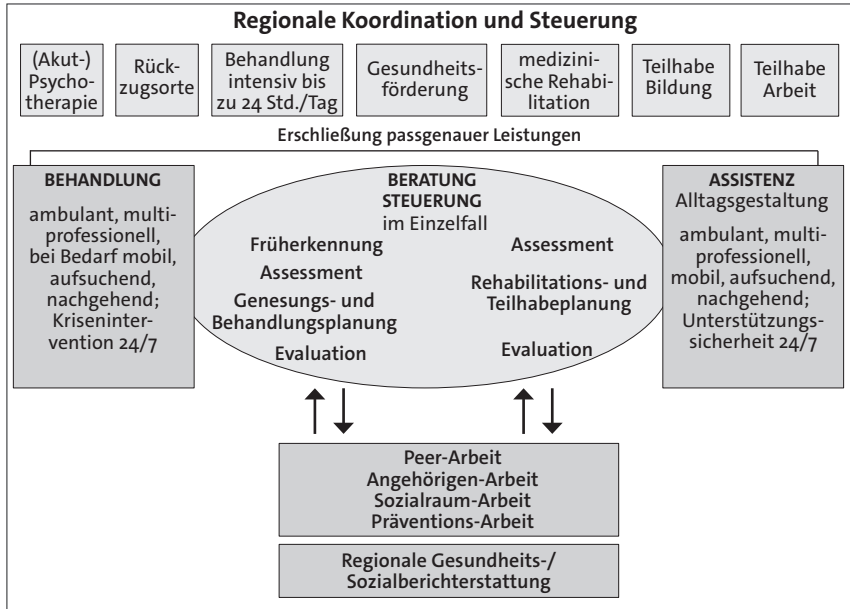 Regionale Koordination und Steuerung
(Akut-)
Psycho-
therapie
Rück-
zugsorte
Behandlung
intensiv bis
zu 24 Std./Tag
Gesundheits-
förderung
medizini-
sche Rehabi-
litation
Teilhabe
Bildung
Teilhabe
Arbeit
Erschließung passgenauer Leistungen
BEHANDLUNG
ambulant, multi-
professionell,
bei Bedarf mobil,
aufsuchend,
nachgehend;
Kriseninter-
vention 24/7
BERATUNG
STEUERUNG
im Einzelfall
Früherkennung
Assessment
Genesungs- und
Behandlungsplanung
Evaluation
Assessment
Rehabilitations- und
Teilhabeplanung
Evaluation
ASSISTENZ
Alltagsgestaltung
ambulant, multi-
professionell,
mobil, aufsuchend,
nachgehend;
Unterstützungs-
sicherheit 24/7
Peer-Arbeit
Angehörigen-Arbeit
Sozialraum-Arbeit
Präventions-Arbeit
Regionale Gesundheits-/
Sozialberichterstattung